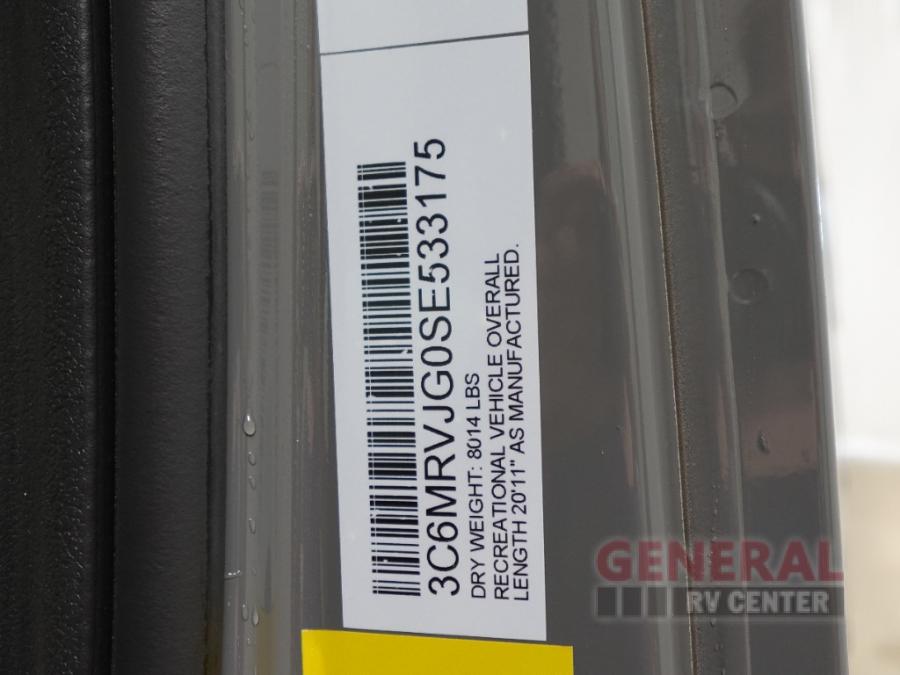 3C6MRVJG0SE533175
DRY WEIGHT: 8014 LBS
RECREATIONAL VEHICLE OVERALL
LENGTH 20'11" AS MANUFACTURED.
GENERAL
RV CENTER